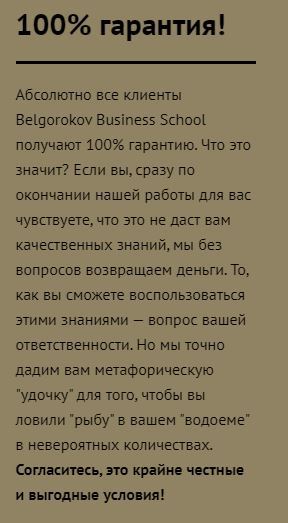 100% гарантия!
Абсолютно все клиенты
Belgorokov Business School
получают 100% гарантию. Что это
значит? Если вы, сразу по
окончании нашей работы для вас
чувствуете, что это не даст вам
качественных знаний, мы без
вопросов возвращаем деньги. То,
как вы сможете воспользоваться
этими знаниями — вопрос вашей
ответственности. Но мы точно
дадим вам метафорическую
"удочку" для того, чтобы вы
ловили "рыбу" в вашем "водоеме"
в невероятных количествах.
Согласитесь, это крайне честные
и выгодные условия!